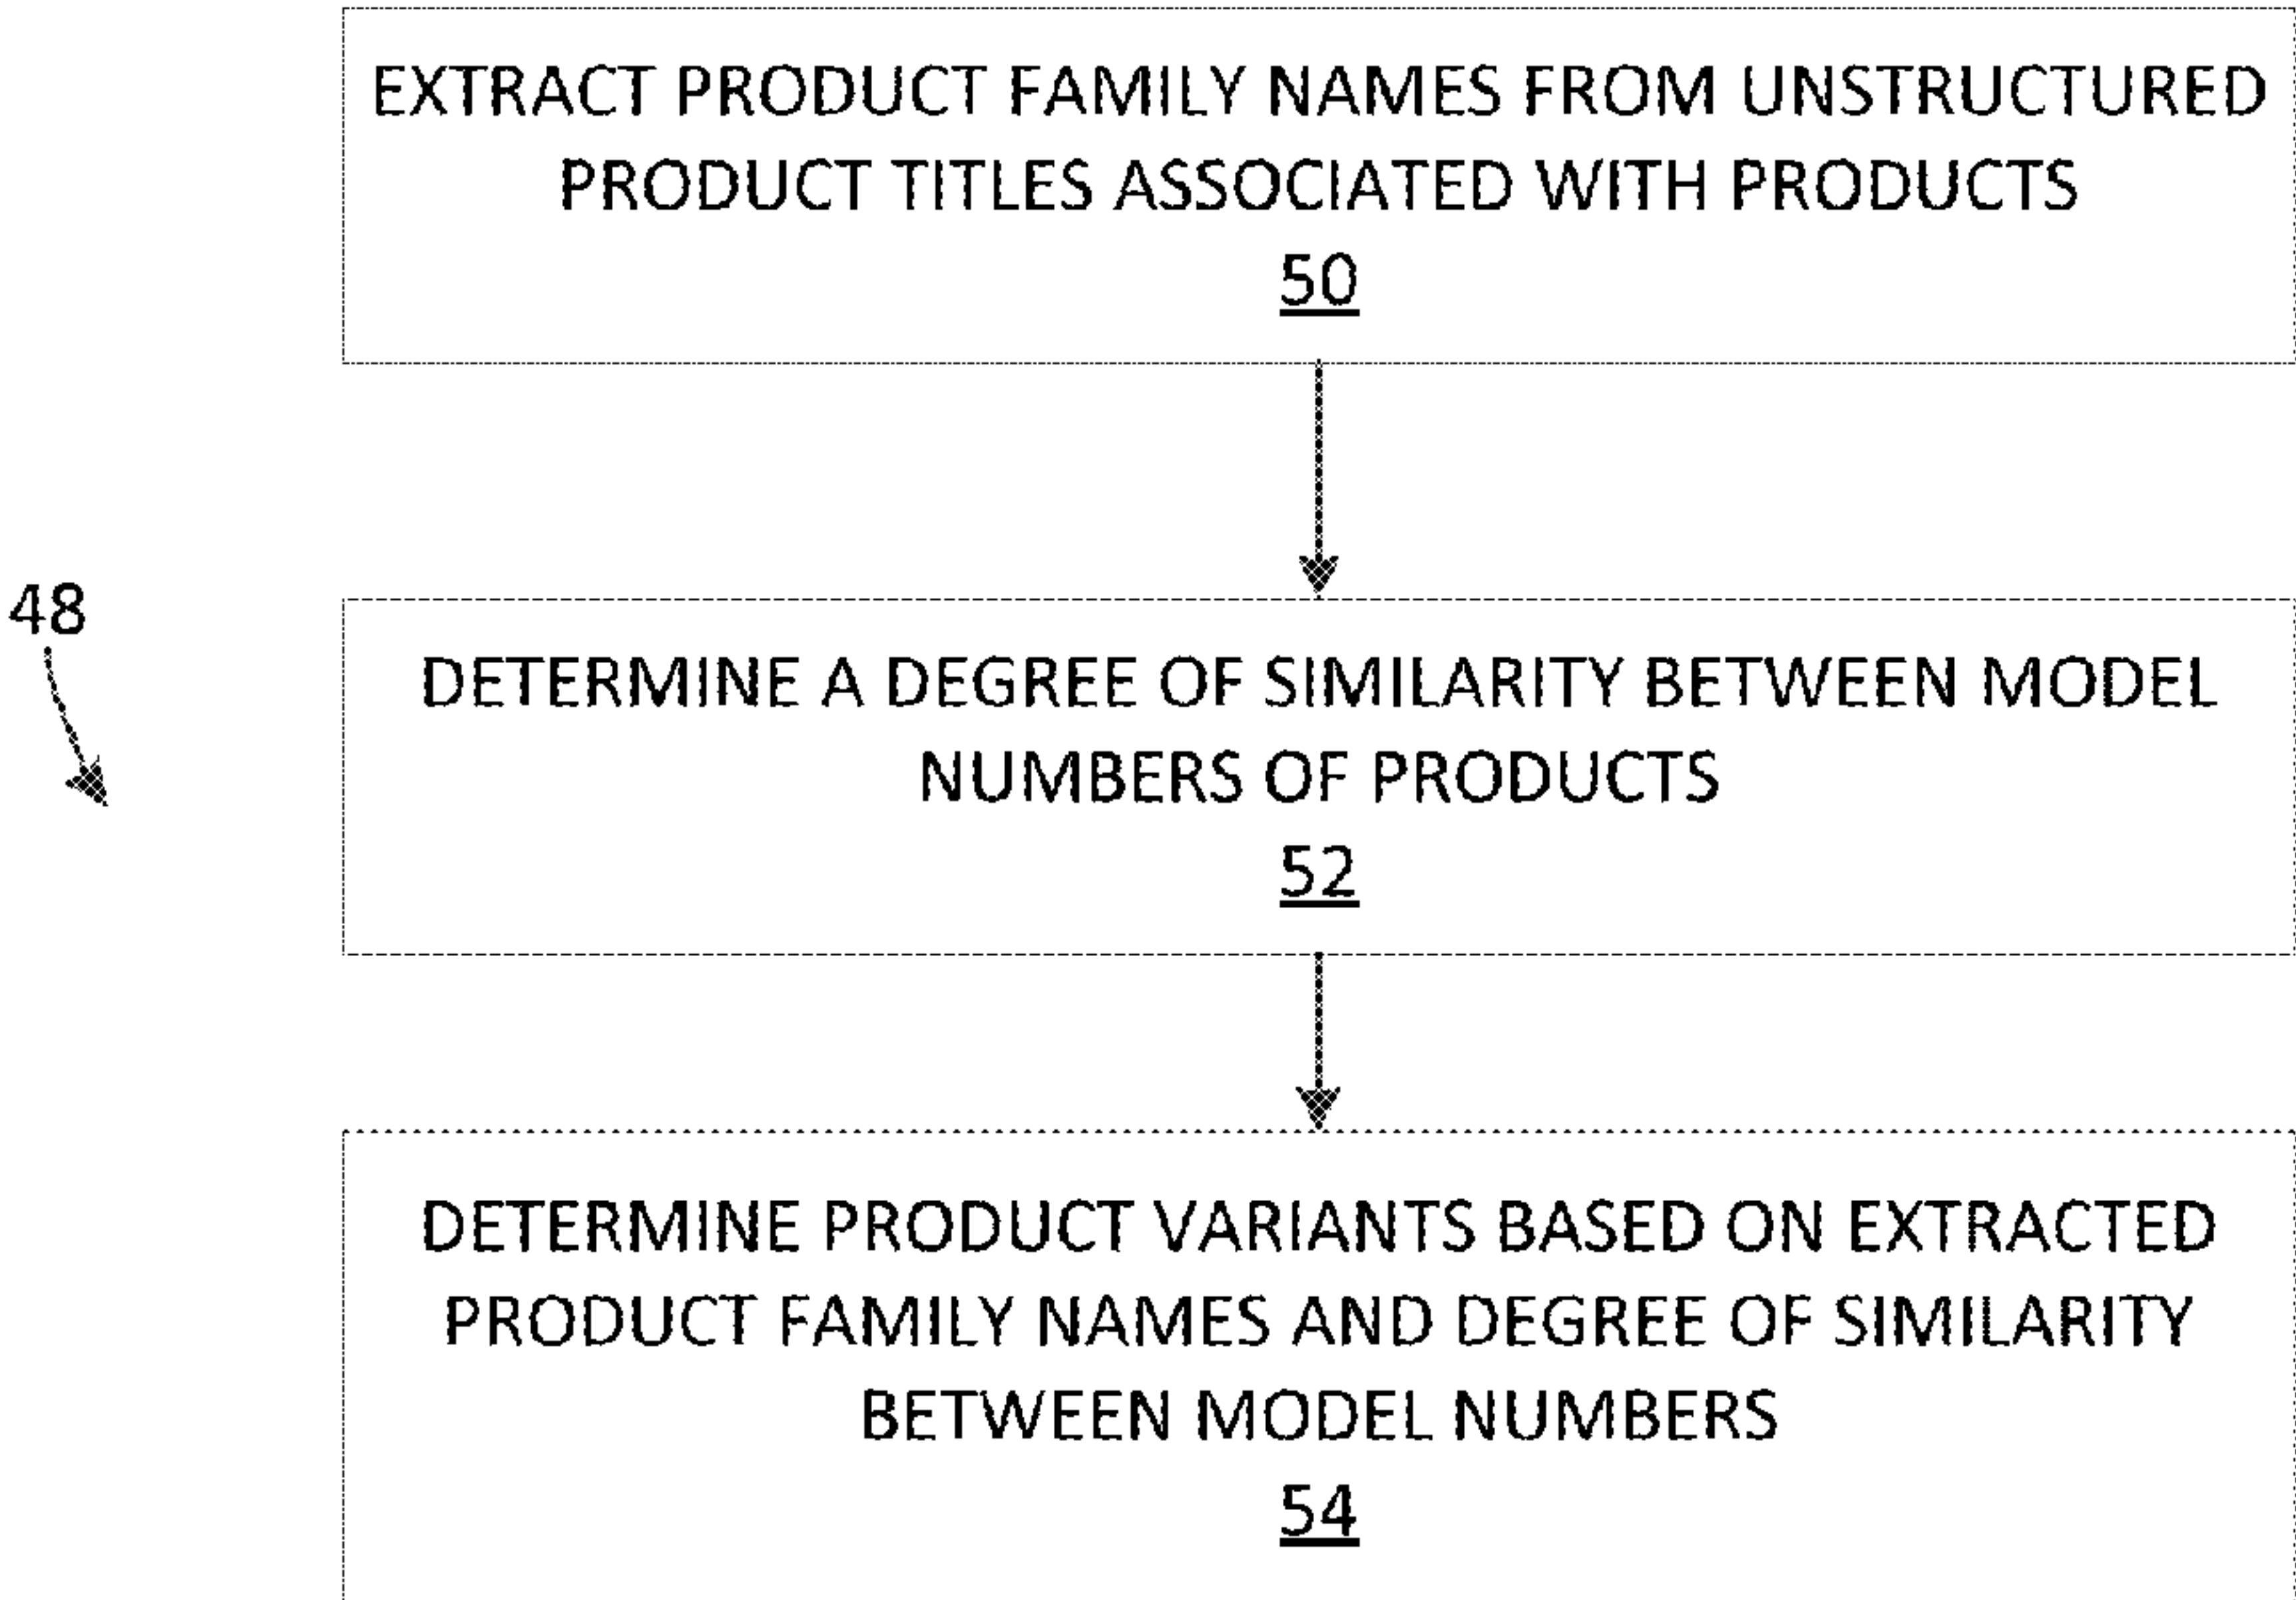 EXTRACT PRODUCT FAMILY NAMES FROM UNSTRUCTURED
PRODUCT TITLES ASSOCIATED WITH PRODUCTS
50
48
DETERMINE A DEGREE OF SIMILARITY BETWEEN MODEL
NUMBERS OF PRODUCTS
52
DETERMINE PRODUCT VARIANTS BASED ON EXTRACTED
PRODUCT FAMILY NAMES AND DEGREE OF SIMILARITY
BETWEEN MODEL NUMBERS
54